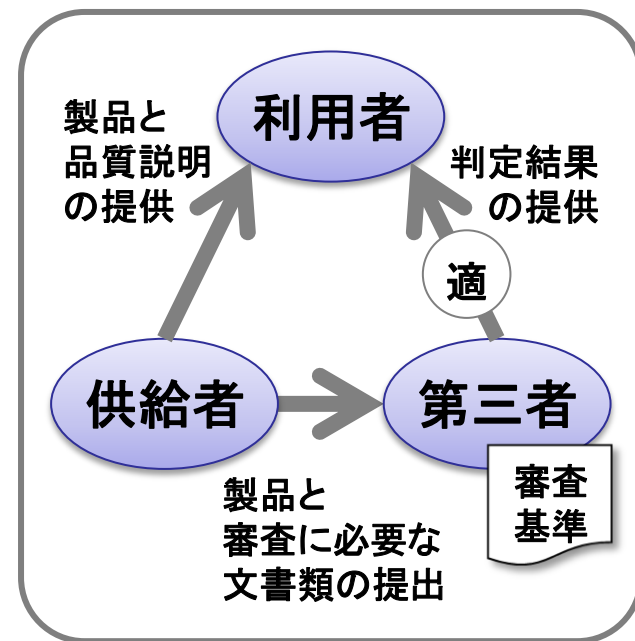 利用者
製品と
品質説明
の提供
判定結果
の提供
適
供給者
第三者
審査
基準
製品と
審査に必要な
文書類の提出